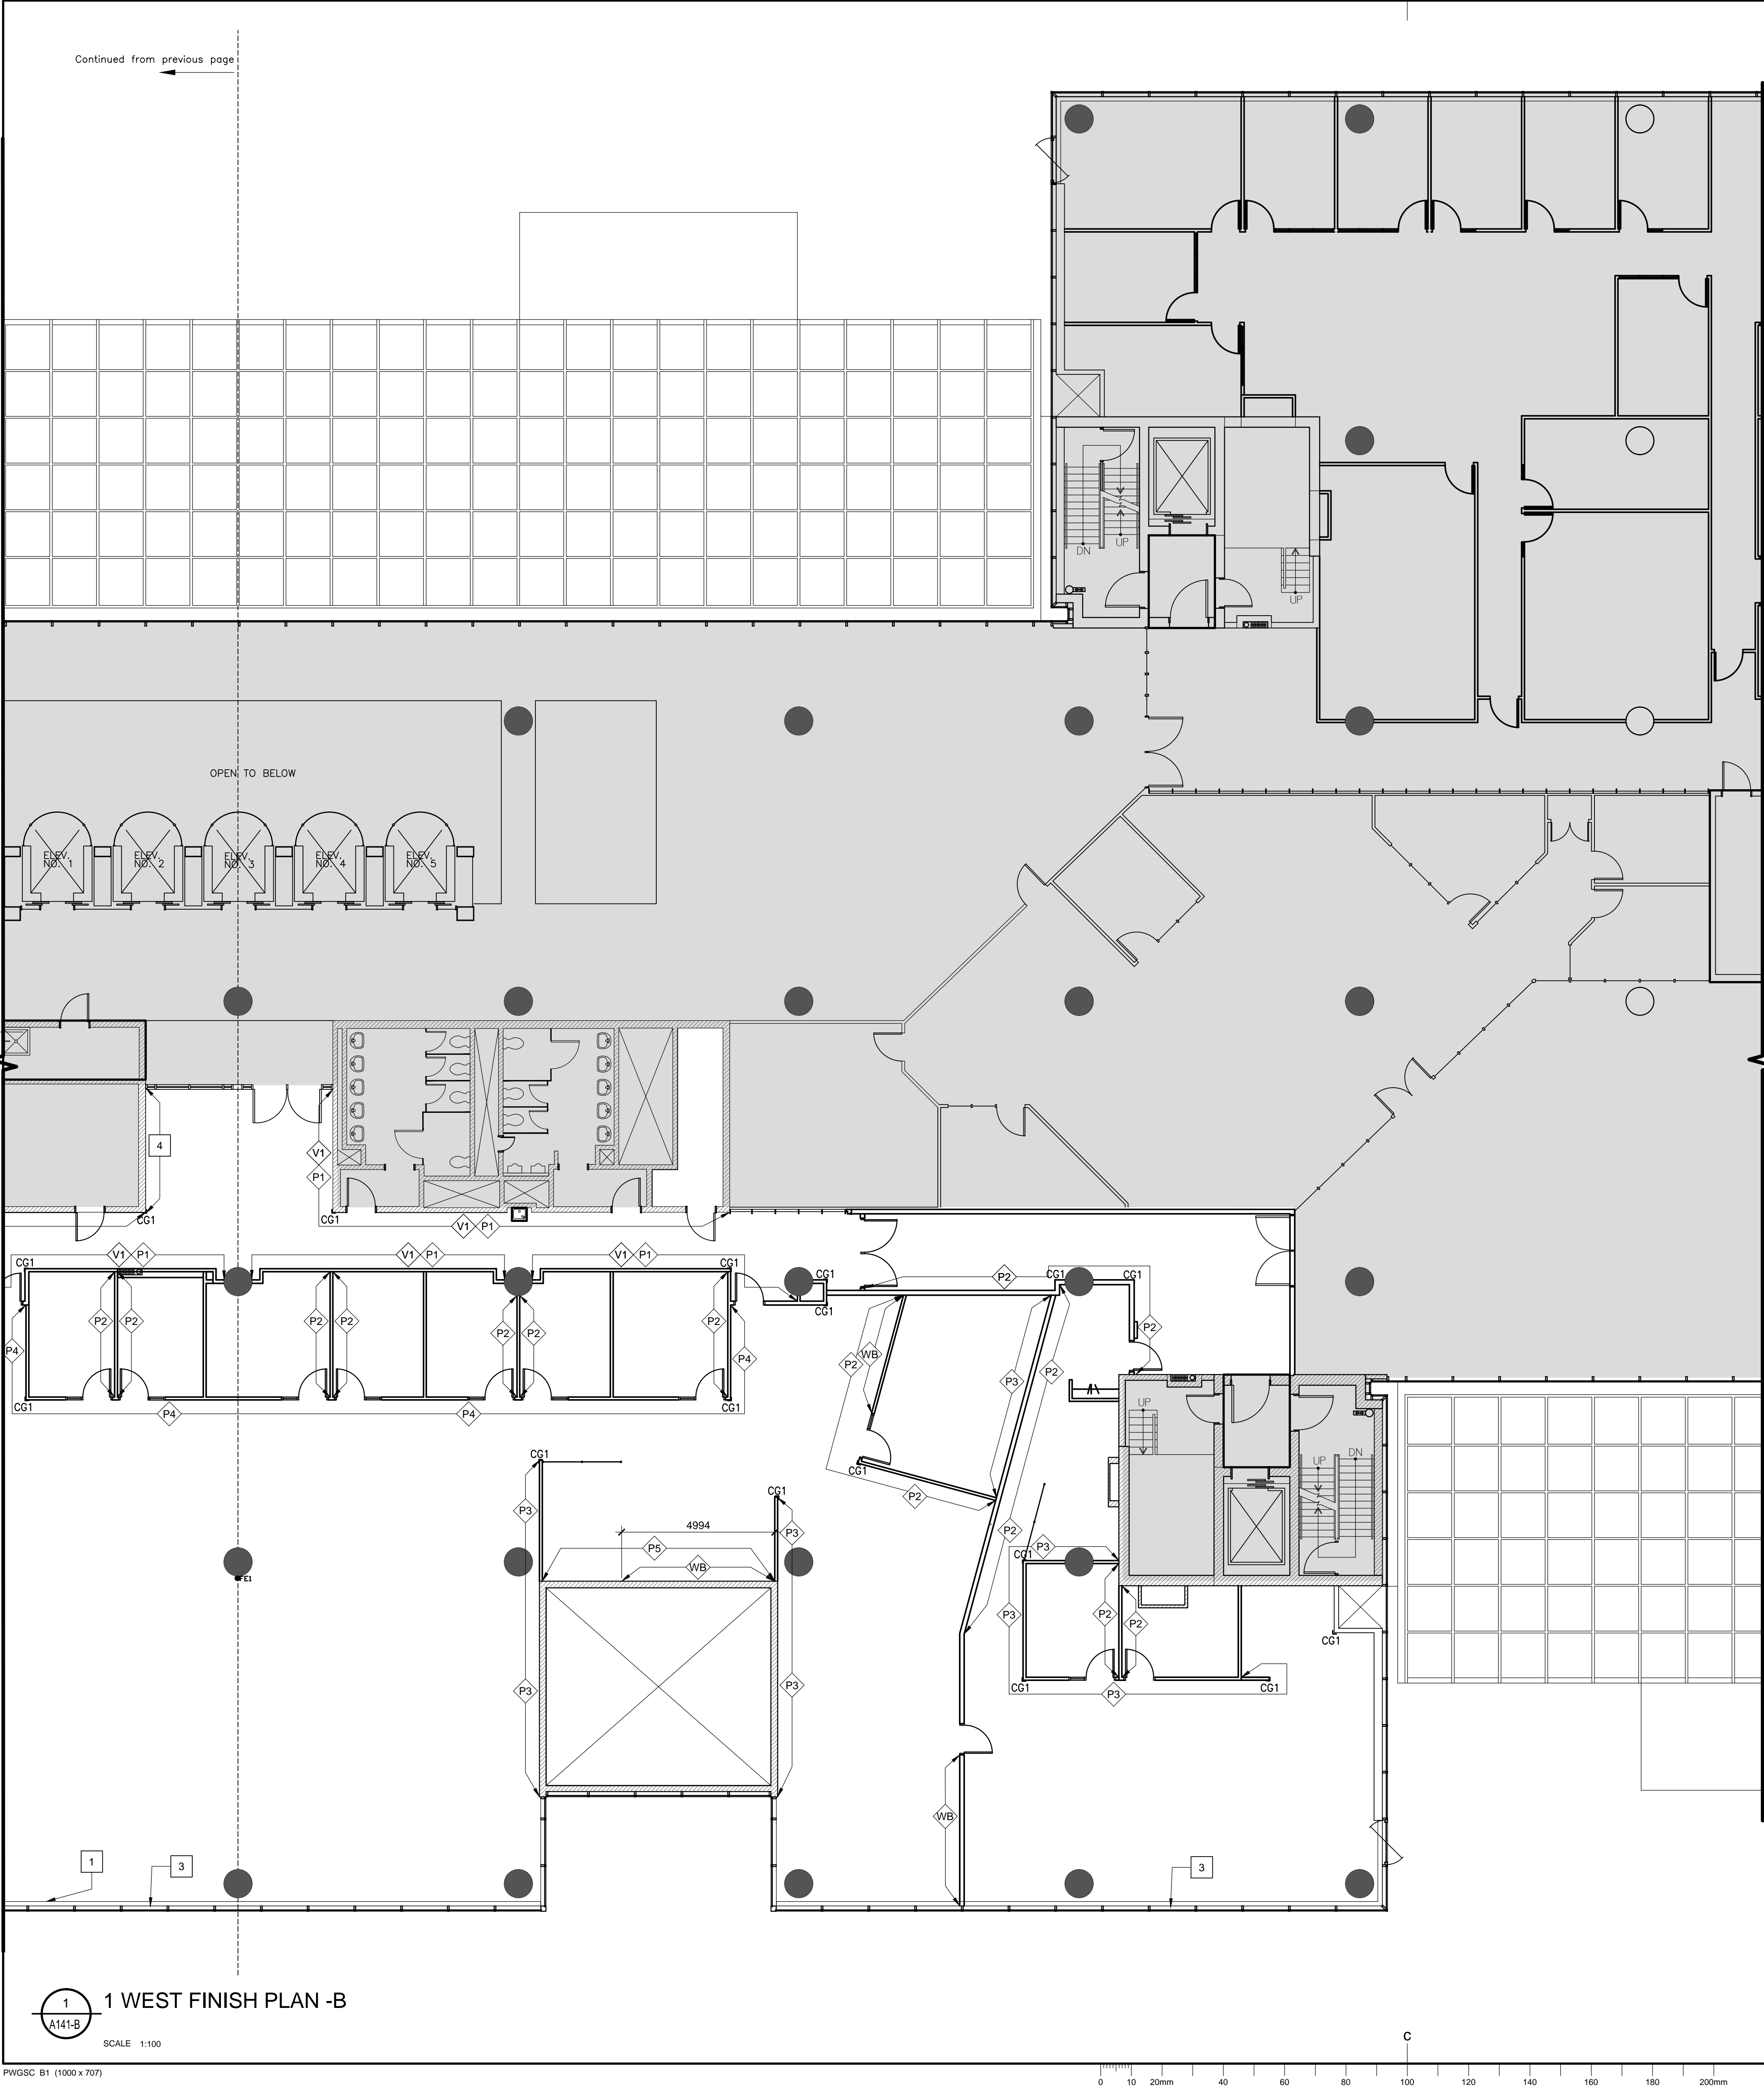 Continued from previous page
DN
UP
UP
OPEN TO BELOW
ELEV.
NO. 1
ELEV.
NO. 2
ELEV.
NO. 3
ELEV.
NO. 4
ELEV.
NO. 5
4
V1
P1
CG1
CG1
V1 P1
V1 P1
V1 P1
V1 P1
CG1
CG1
CG1
CG1
CG1
CG1
P2
P2
P2
P2
P2
P2
P2
P2
P2
P4
P4
WB
P2
P3
P2
CG1
CG1
P4
P4
CG1
P2
UP
DN
UP
CG1
CG1
P3
4994
P3
P5
WB
P2
P3
CG1
FE1
P3
P2
P2
CG1
CG1
CG1
P3
P3
P3
WB
1
3
3
1
A141-B
1 WEST FINISH PLAN -B
SCALE 1:100
C
PWGSC B1 (1000 x 707)
0 10 20mm 40 60 80 100 120 140 160 180 200mm